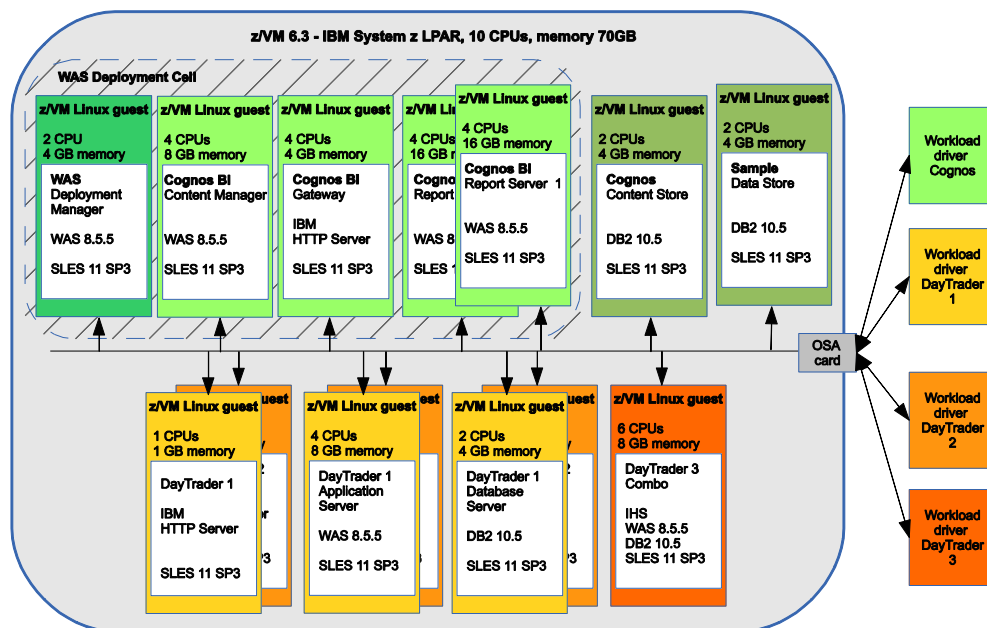 z/VM 6.3 - IBM System z LPAR, 10 CPUs, memory 70GB
WAS Deployment Cell
z/VM Linux guest
2 CPU
4 GB memory
WAS
Deployment
Manager
WAS 8.5.5
SLES 11 SP3
z/VM Linux guest
4 CPUs
8 GB memory
Cognos BI
Content Manager
WAS 8.5.5
SLES 11 SP3
z/VM Linux guest
4 CPUs
4 GB memory
Cognos BI
Gateway
IBM
HTTP Server
SLES 11 SP3
z/VM
4 CPUs
16 GB
Report
WAS
SLES
z/VM Linux guest
4 CPUs
16 GB memory
Cognos BI
Report Server 1
WAS 8.5.5
SLES 11 SP3
z/VM Linux guest
2 CPUs
4 GB memory
Cognos
Content Store
DB2 10.5
SLES 11 SP3
z/VM Linux guest
2 CPUs
4 GB memory
Sample
Data Store
DB2 10.5
SLES 11 SP3
OSA
card
Workload
driver
Cognos
Workload
driver
DayTrader
1
Workload
driver
DayTrader
2
Workload
driver
DayTrader
3
z/VM Linux guest
1 CPUs
1 GB memory
DayTrader 1
IBM
HTTP Server
SLES 11 SP3
z/VM Linux guest
4 CPUs
8 GB memory
DayTrader 1
Application
Server
WAS 8.5.5
SLES 11 SP3
z/VM Linux guest
2 CPUs
4 GB memory
DayTrader 1
Database
Server
DB2 10.5
SLES 11 SP3
z/VM Linux guest
6 CPUs
8 GB memory
DayTrader 3
Combo
IHS
WAS 8.5.5
DB2 10.5
SLES 11 SP3